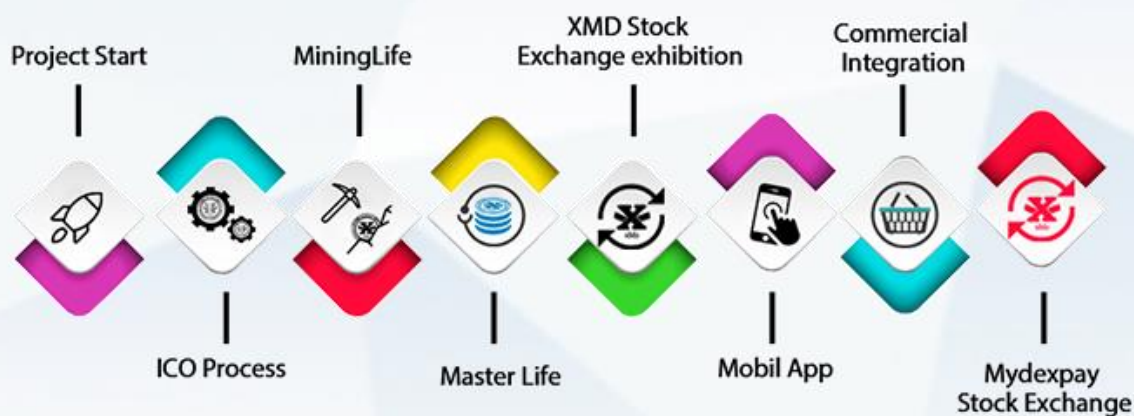 Project Start
ICO Process
MiningLife
Master Life
XMD Stock
Exchange exhibition
Mobil App
Commercial
Integration
Mydexpay
Stock Exchange